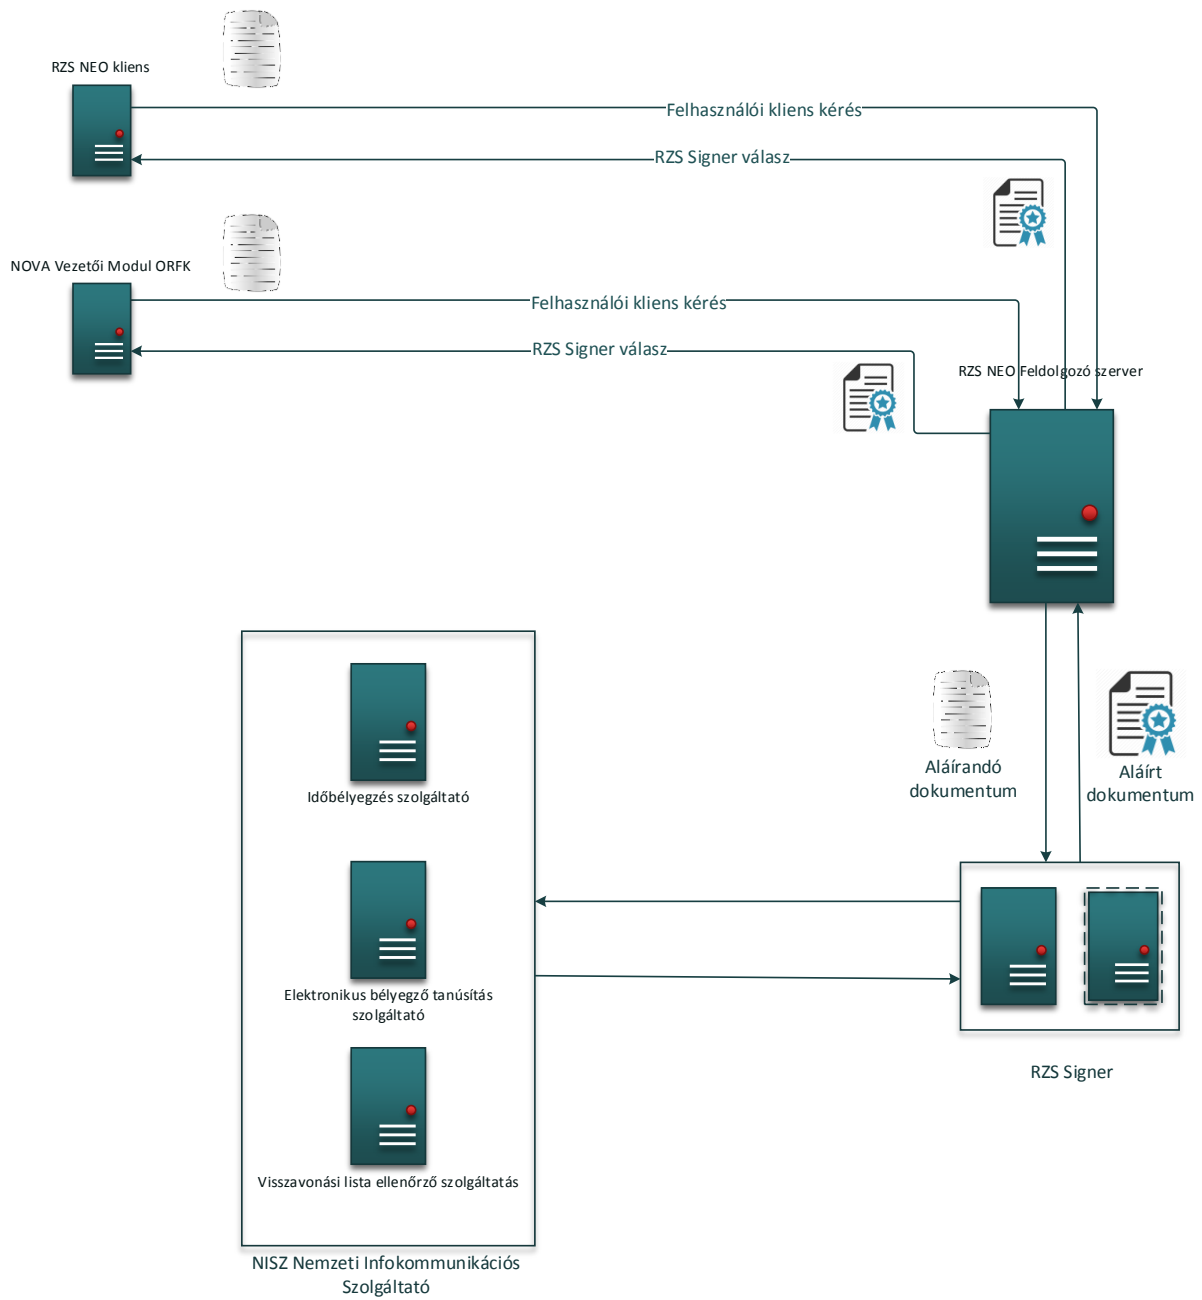 RZS NEO kliens
Felhasználói kliens kérés
RZS Signer válasz
NOVA Vezetői Modul ORFK
Felhasználói kliens kérés
RZS Signer válasz
RZS NEO Feldolgozó szerver
Aláírandó
dokumentum
Aláírt
dokumentum
Időbélyegzés szolgáltató
Elektronikus bélyegző tanúsítás
szolgáltató
Visszavonási lista ellenőrző szolgáltatás
RZS Signer
NISZ Nemzeti Infokommunikációs
Szolgáltató